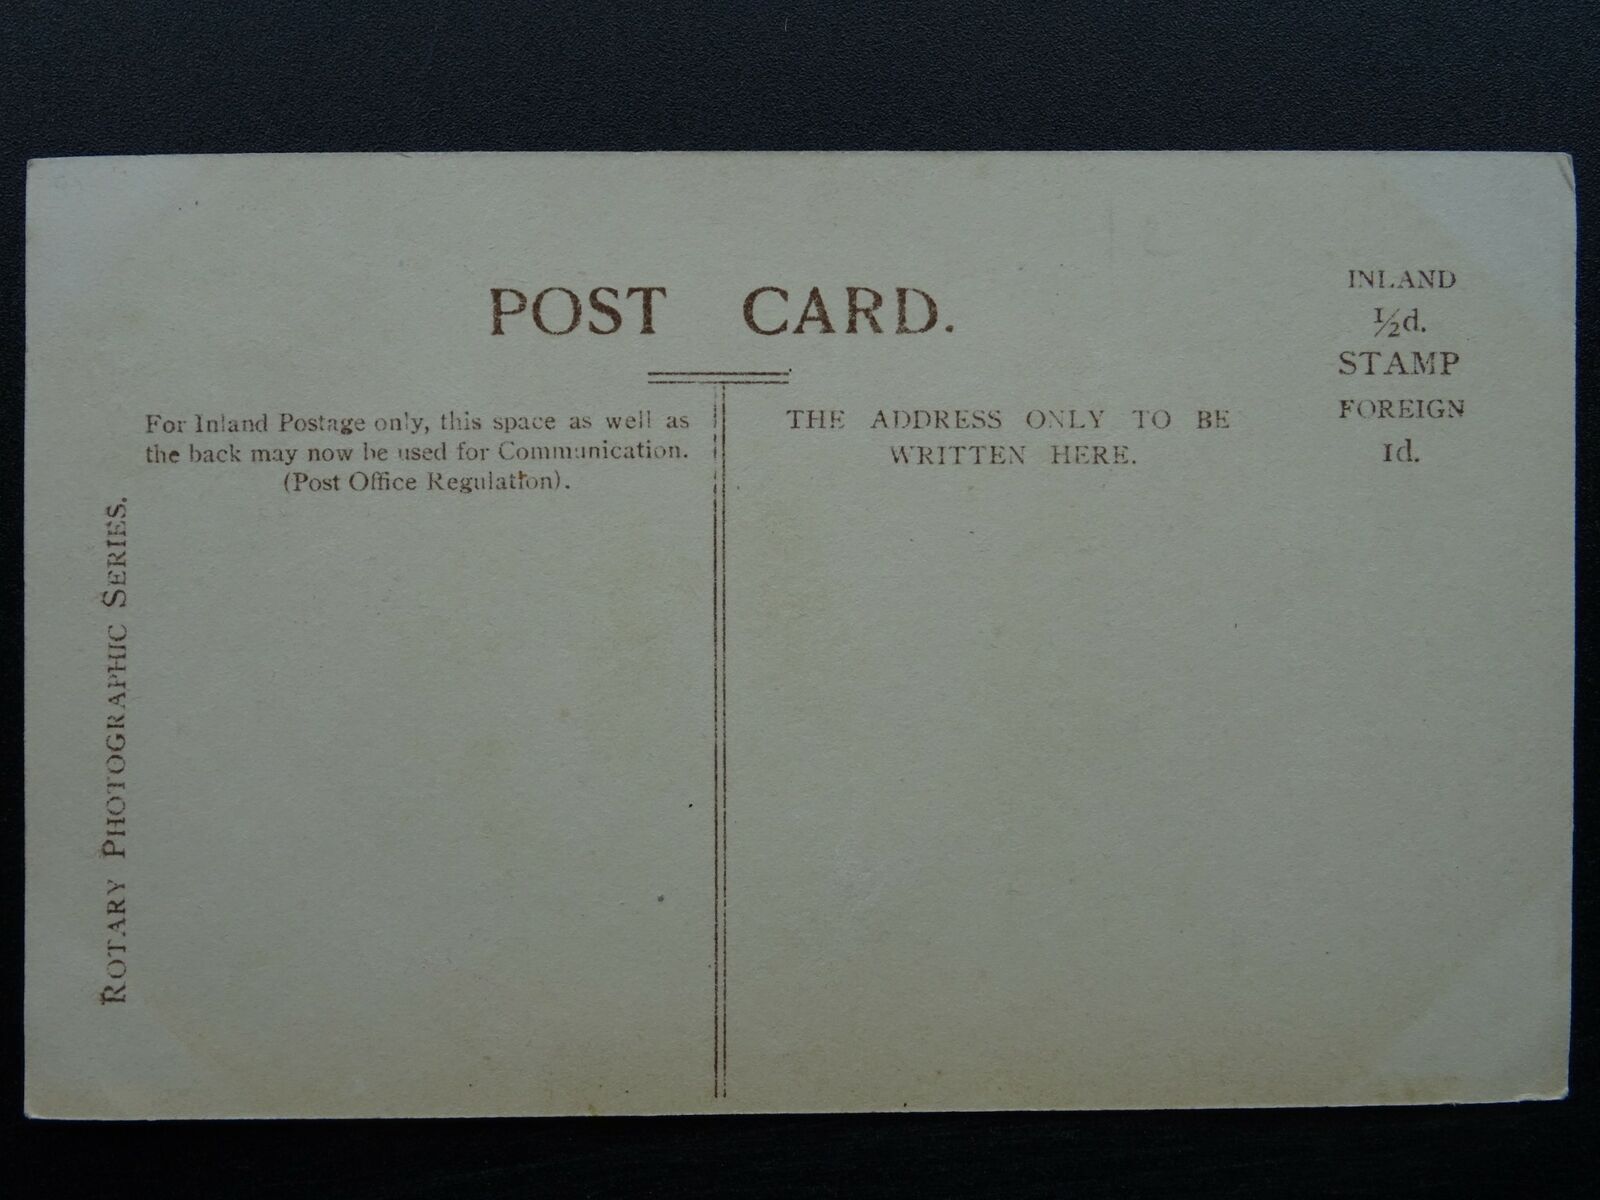 POST CARD.
INLAND
½d.
STAMP
FOREIGN
1d.
For Inland Postage only, this space as well as
the back may now be used for Communication.
(Post Office Regulation).
THE ADDRESS ONLY TO BE
WRITTEN HERE.
ROTARY PHOTOGRAPHIC SERIES.